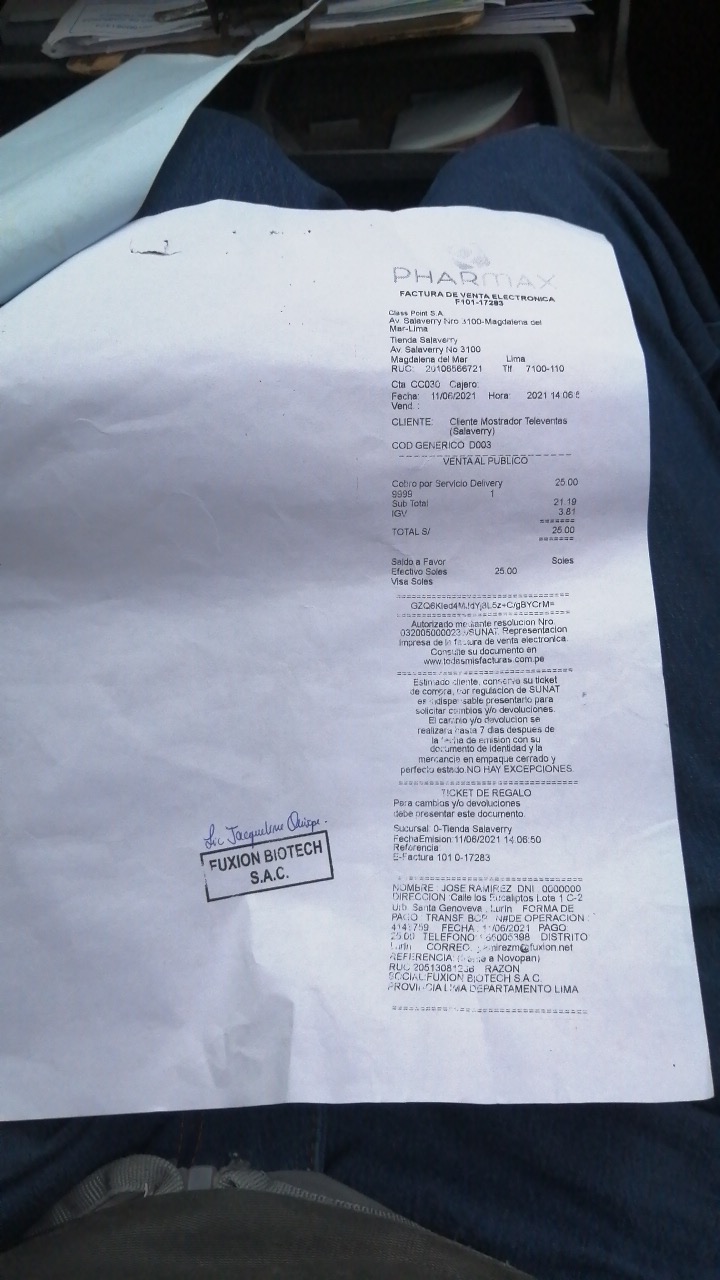 PHARMAX
FACTURA DE VENTA ELECTRONICA
F101-17283
Class Point S.A.
Av. Salaverry Nro 3100-Magdalena del
Mar-Lima
Tienda Salaverry
Av. Salaverry No 3100
Magdalena del Mar Lima
RUC: 20106566721 Tlf 7100-110
Cta CC030 Cajero:
Fecha: 11/06/2021 Hora: 2021 14:06:5
Vend.:
CLIENTE: Cliente Mostrador Televentas
(Salaverry)
COD GENERICO D003
VENTA AL PUBLICO
Cobro por Servicio Delivery 25.00
9999 1
Sub Total 21.19
IGV 3.81
=======
TOTAL S/ 25.00
=======
Saldo a Favor Soles
Efectivo Soles 25.00
Visa Soles
Autorizado mediante resolucion Nro.
SUNAT. Representacion
impresa de la factura de venta electronica.
Consulte su documento en
www.todasmisfacturas.com.pe
Estimado cliente, conserve su ticket
de compra, por regulacion de SUNAT
es indispensable presentarlo para
solicitar cambios y/o devoluciones.
El cambio y/o devolucion se
realizara hasta 7 dias despues de
la fecha de emision con su
documento de identidad y la
mercancia en empaque cerrado y
perfecto estado.NO HAY EXCEPCIONES.
TICKET DE REGALO
Para cambios y/o devoluciones
debe presentar este documento.
Sucursal: 0-Tienda Salaverry
FechaEmision:11/06/2021 14:06:50
Referencia:
E-Factura 101 0-17283
Lic Jacqueline Quispe.
FUXION BIOTECH
S.A.C.
NOMBRE : JOSE RAMIREZ DNI : 0000000
DIRECCION :Calle los Eucaliptos Lote 1 C-2
Urb. Santa Genoveva , Lurin FORMA DE
PAGO : TRANSF BCP N#DE OPERACION :
FECHA : 11/06/2021 PAGO:
25.00 TELEFONO : DISTRITO
Lurin CORREO:
REFERENCIA: (frente a Novopan)
RUC RAZON
SOCIAL:FUXION BIOTECH S.A.C.
PROVINCIA LIMA DEPARTAMENTO LIMA